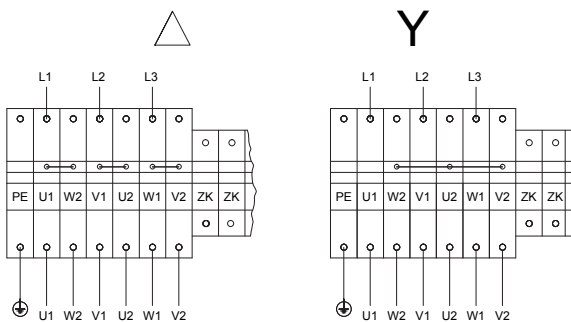 Y
L1 L2 L3 L1 L2 L3
PE U1 W2 V1 U2 W1 V2 ZK ZK PE U1 W2 V1 U2 W1 V2 ZK ZK
U1 W2 V1 U2 W1 V2 U1 W2 V1 U2 W1 V2